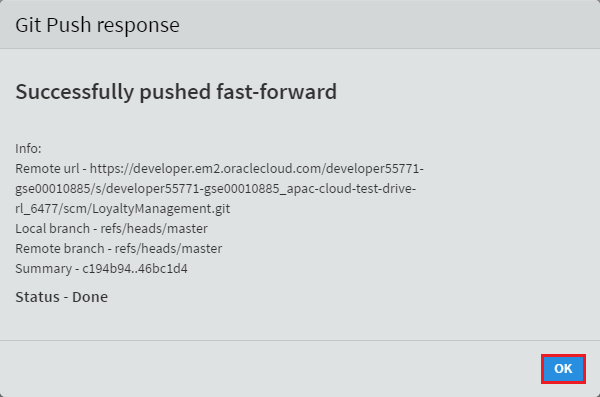 Git Push response
Successfully pushed fast-forward
Info:
Remote url - https://developer.em2.oraclecloud.com/developer55771-
gse00010885/s/developer55771-gse00010885_apac-cloud-test-drive-
rl_6477/scm/LoyaltyManagement.git
Local branch - refs/heads/master
Remote branch - refs/heads/master
Summary - c194b94..46bc1d4
Status - Done
OK